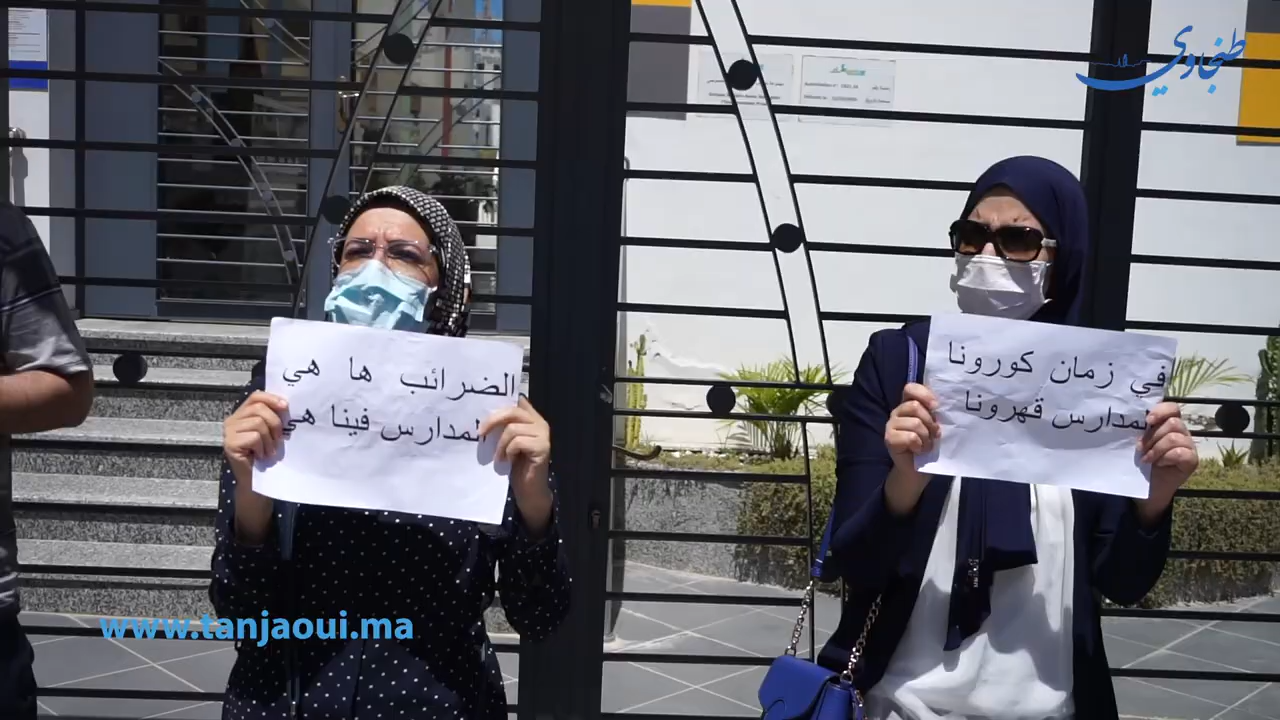 طنجاوي
الضرائب ها هي
المدارس فينا هي
في زمان كورونا
المدارس قهرونا
www.tanjaoui.ma